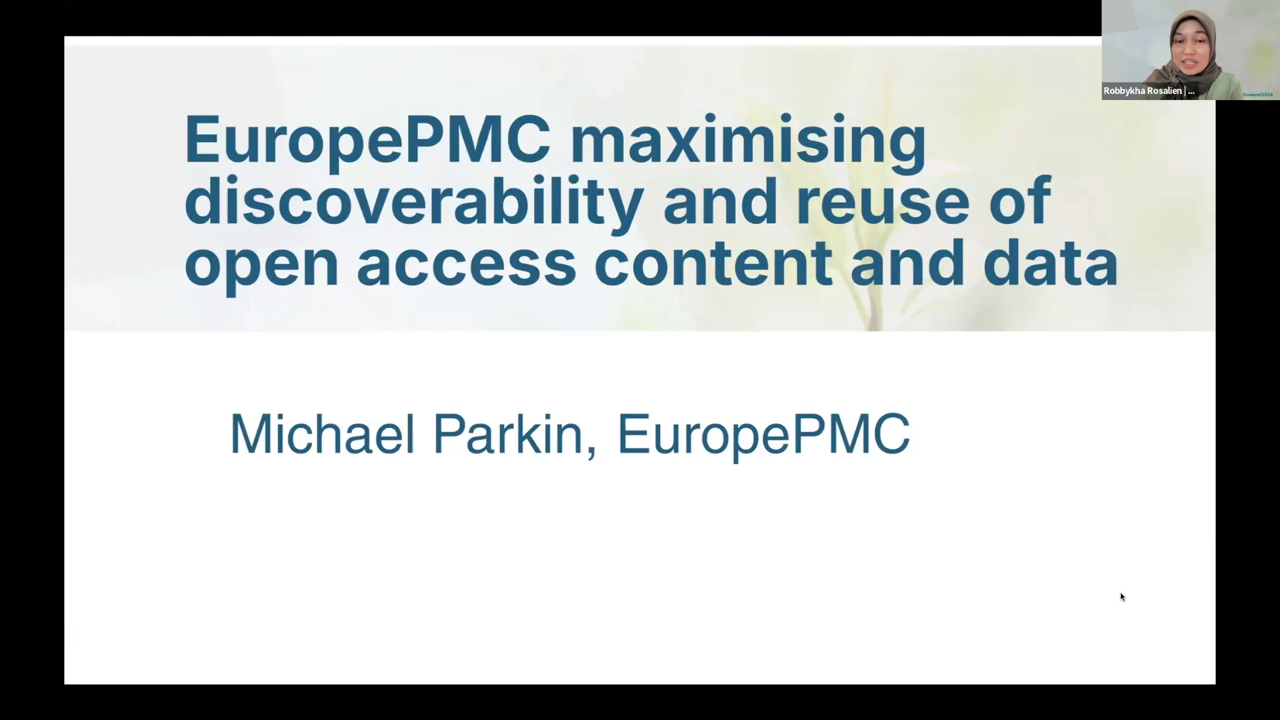 EuropePMC maximising
discoverability and reuse of
open access content and data
Michael Parkin, EuropePMC
Robbykha Rosalien | ...